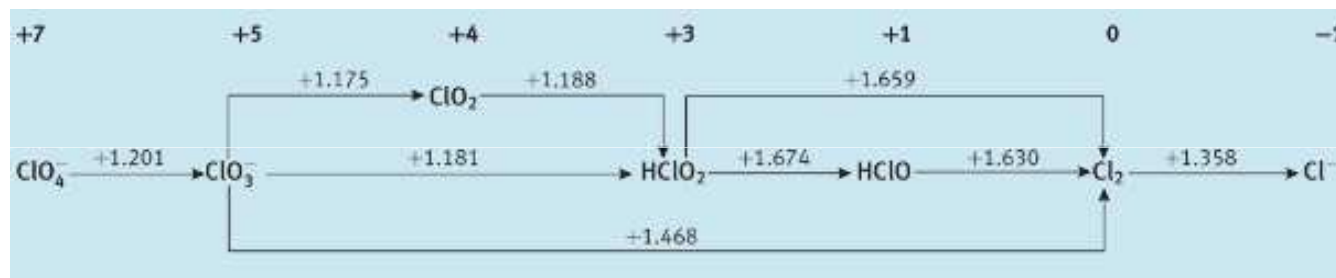 +7 +5 +4 +3 +1 0 −1
+1.175 ClO₂ +1.188 +1.659
ClO₄⁻ +1.201 ClO₃⁻ +1.181 HClO₂ +1.674 HClO +1.630 Cl₂ +1.358 Cl⁻
+1.468